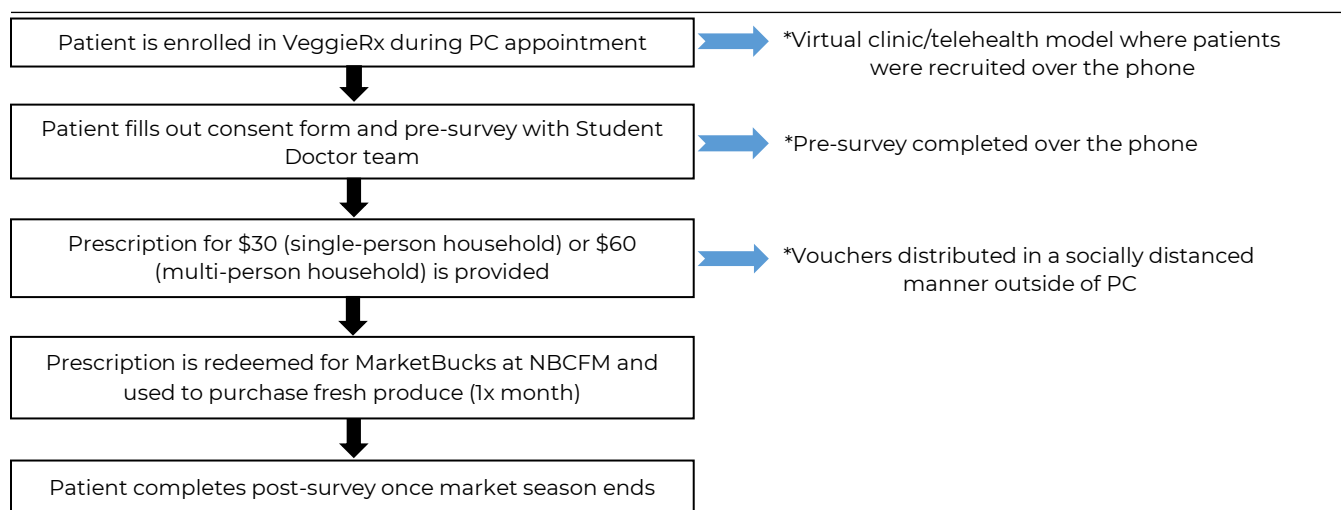 Patient is enrolled in VeggieRx during PC appointment
*Virtual clinic/telehealth model where patients
were recruited over the phone
Patient fills out consent form and pre-survey with Student
Doctor team
*Pre-survey completed over the phone
Prescription for $30 (single-person household) or $60
(multi-person household) is provided
*Vouchers distributed in a socially distanced
manner outside of PC
Prescription is redeemed for MarketBucks at NBCFM and
used to purchase fresh produce (1x month)
Patient completes post-survey once market season ends